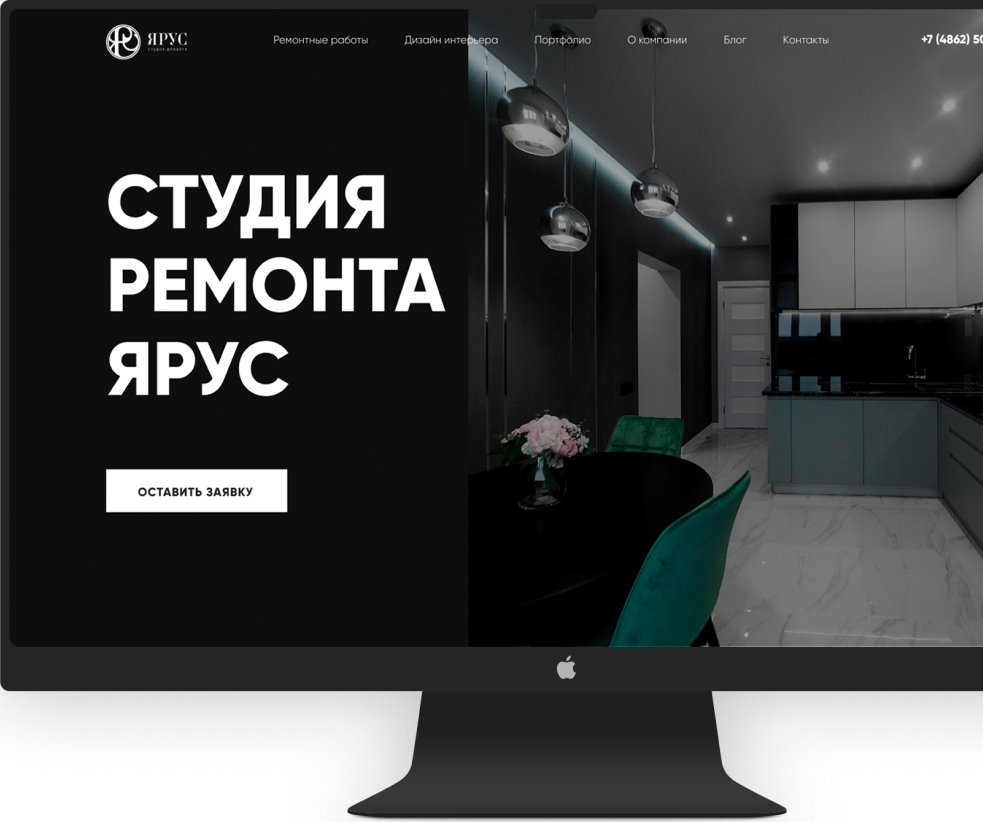 ЯРУС
студия ремонта
Ремонтные работы
Дизайн интерьера
Портфолио
О компании
Блог
Контакты
+7 (4862) 50
СТУДИЯ
РЕМОНТА
ЯРУС
ОСТАВИТЬ ЗАЯВКУ